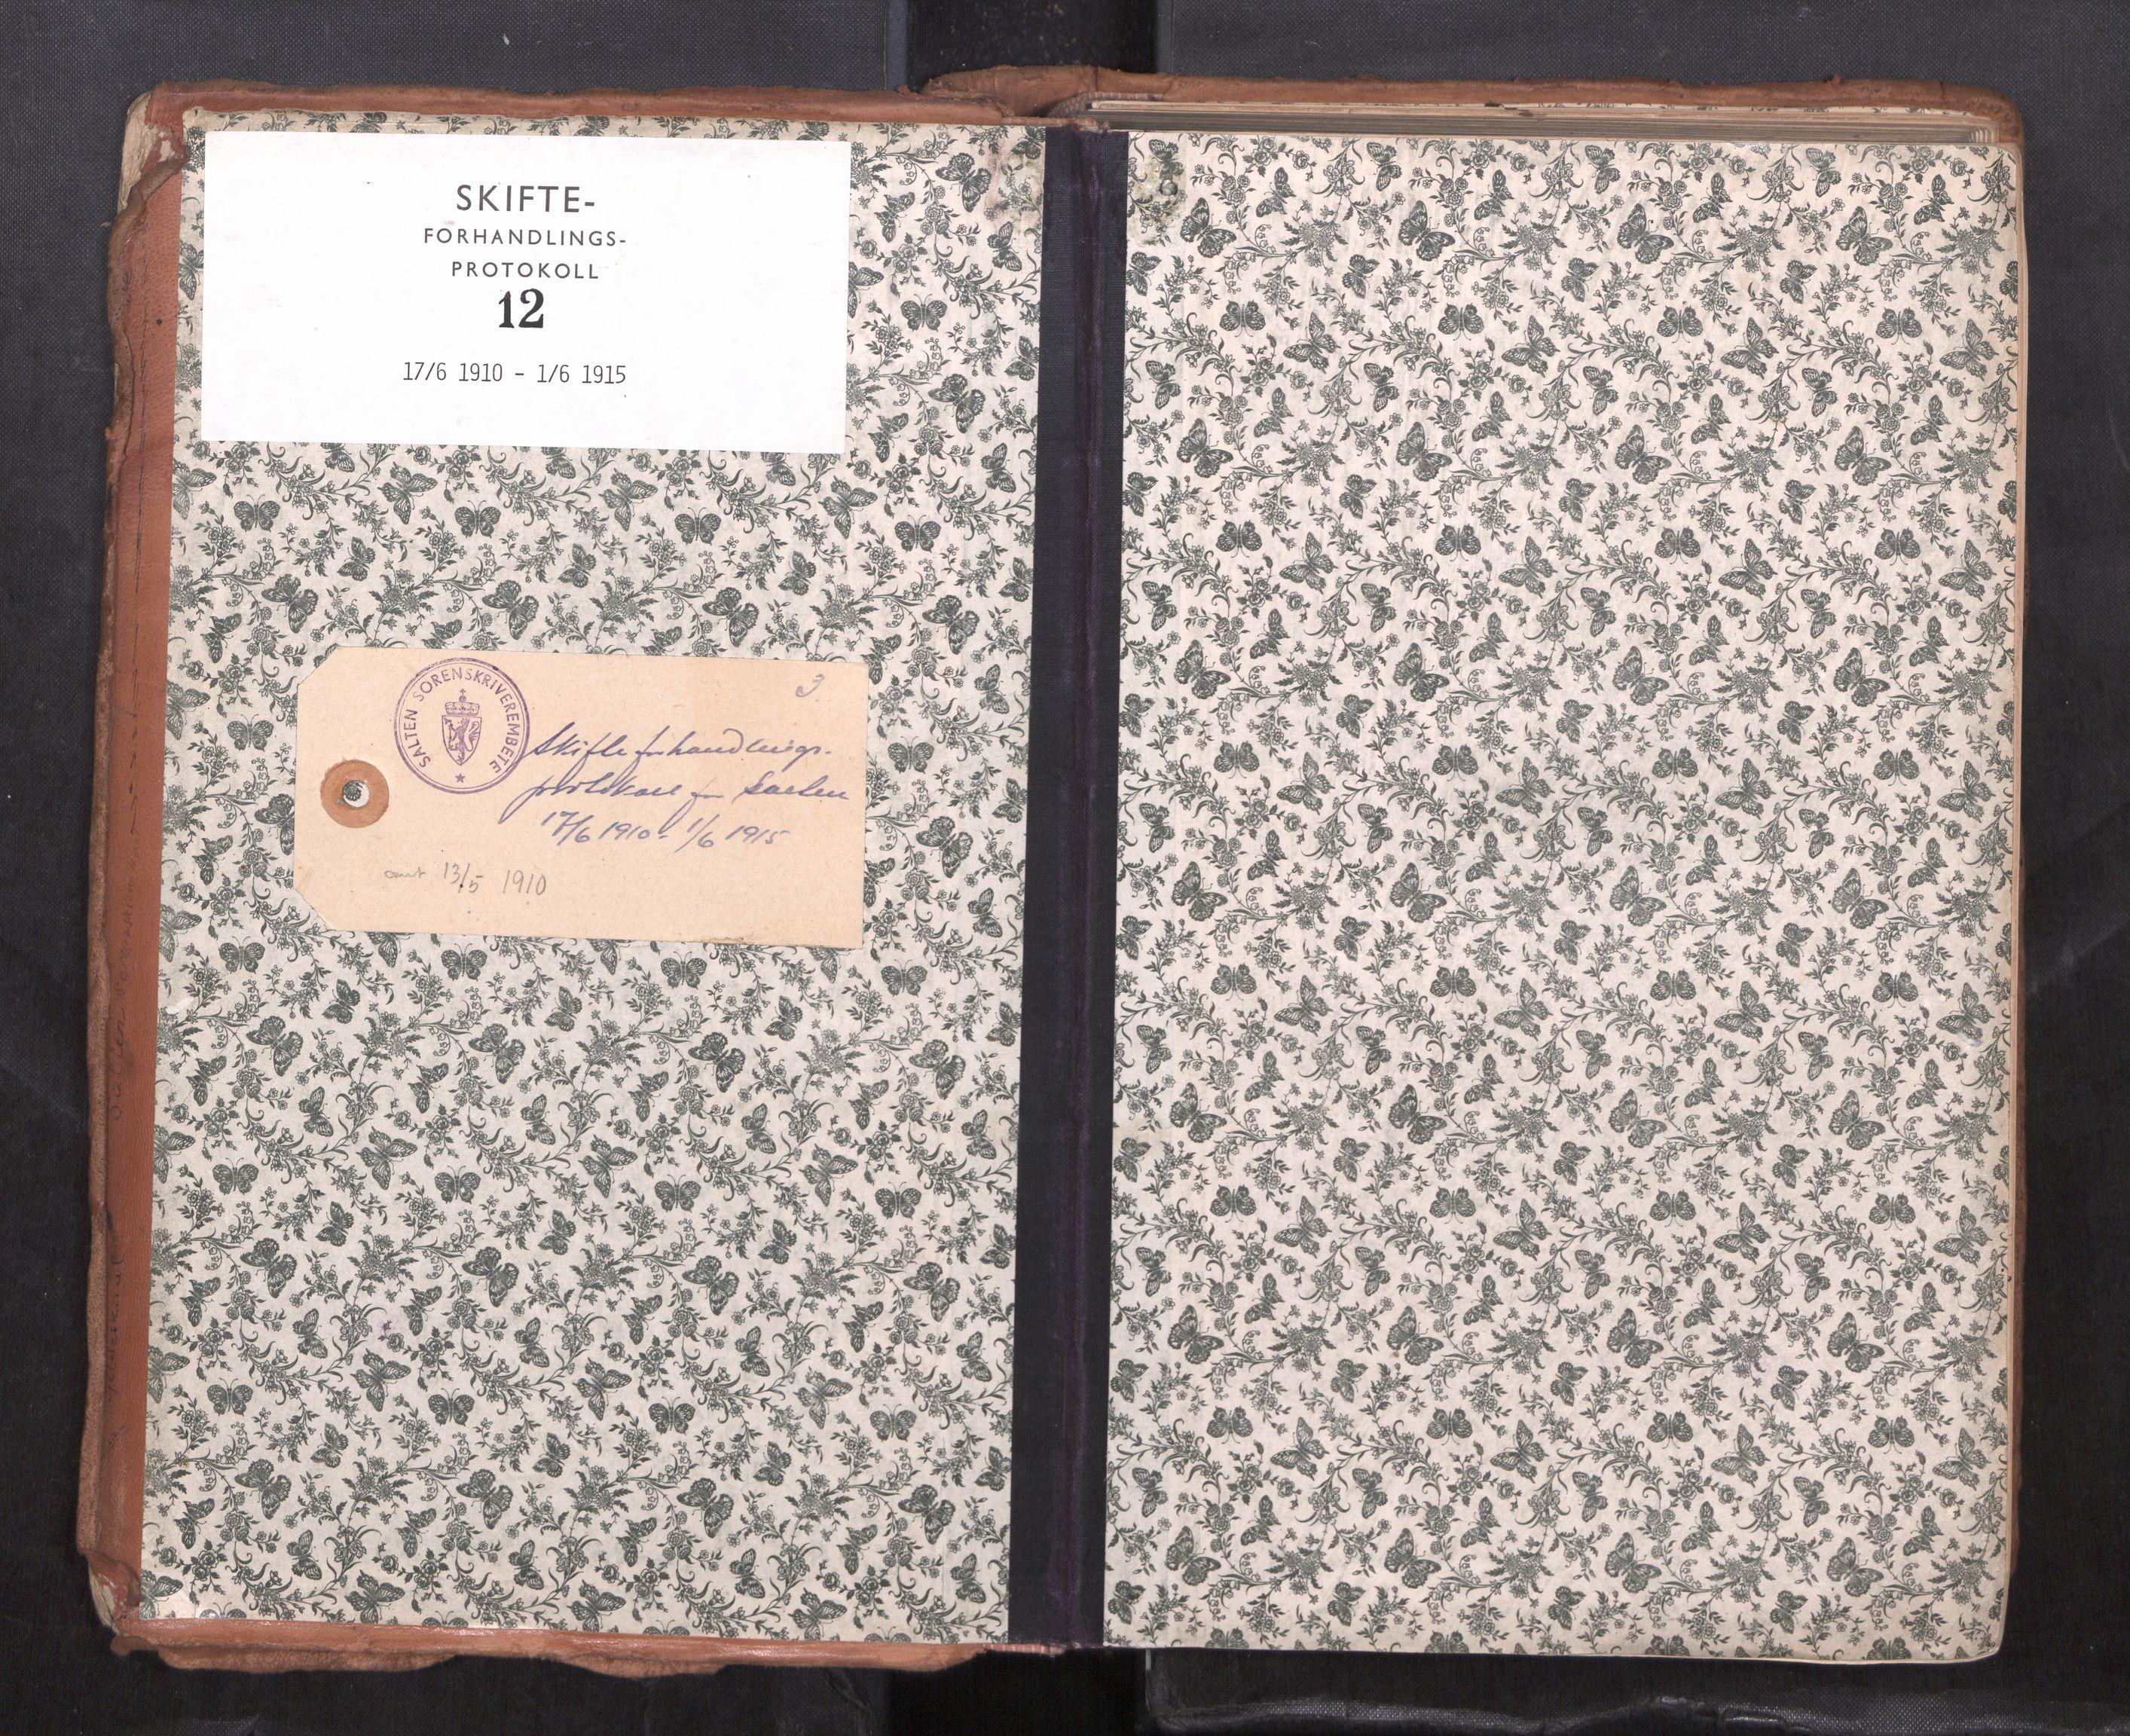 SKIFTE-
FORHANDLINGS-
PROTOKOLL
12
17/6 1910 - 1/6 1915
3
SALTEN SORENSKRIVEREMBETE
Skifteforhandlings-
protokoll for Salten
17/6 1910 - 1/6 1915
13/5 1910